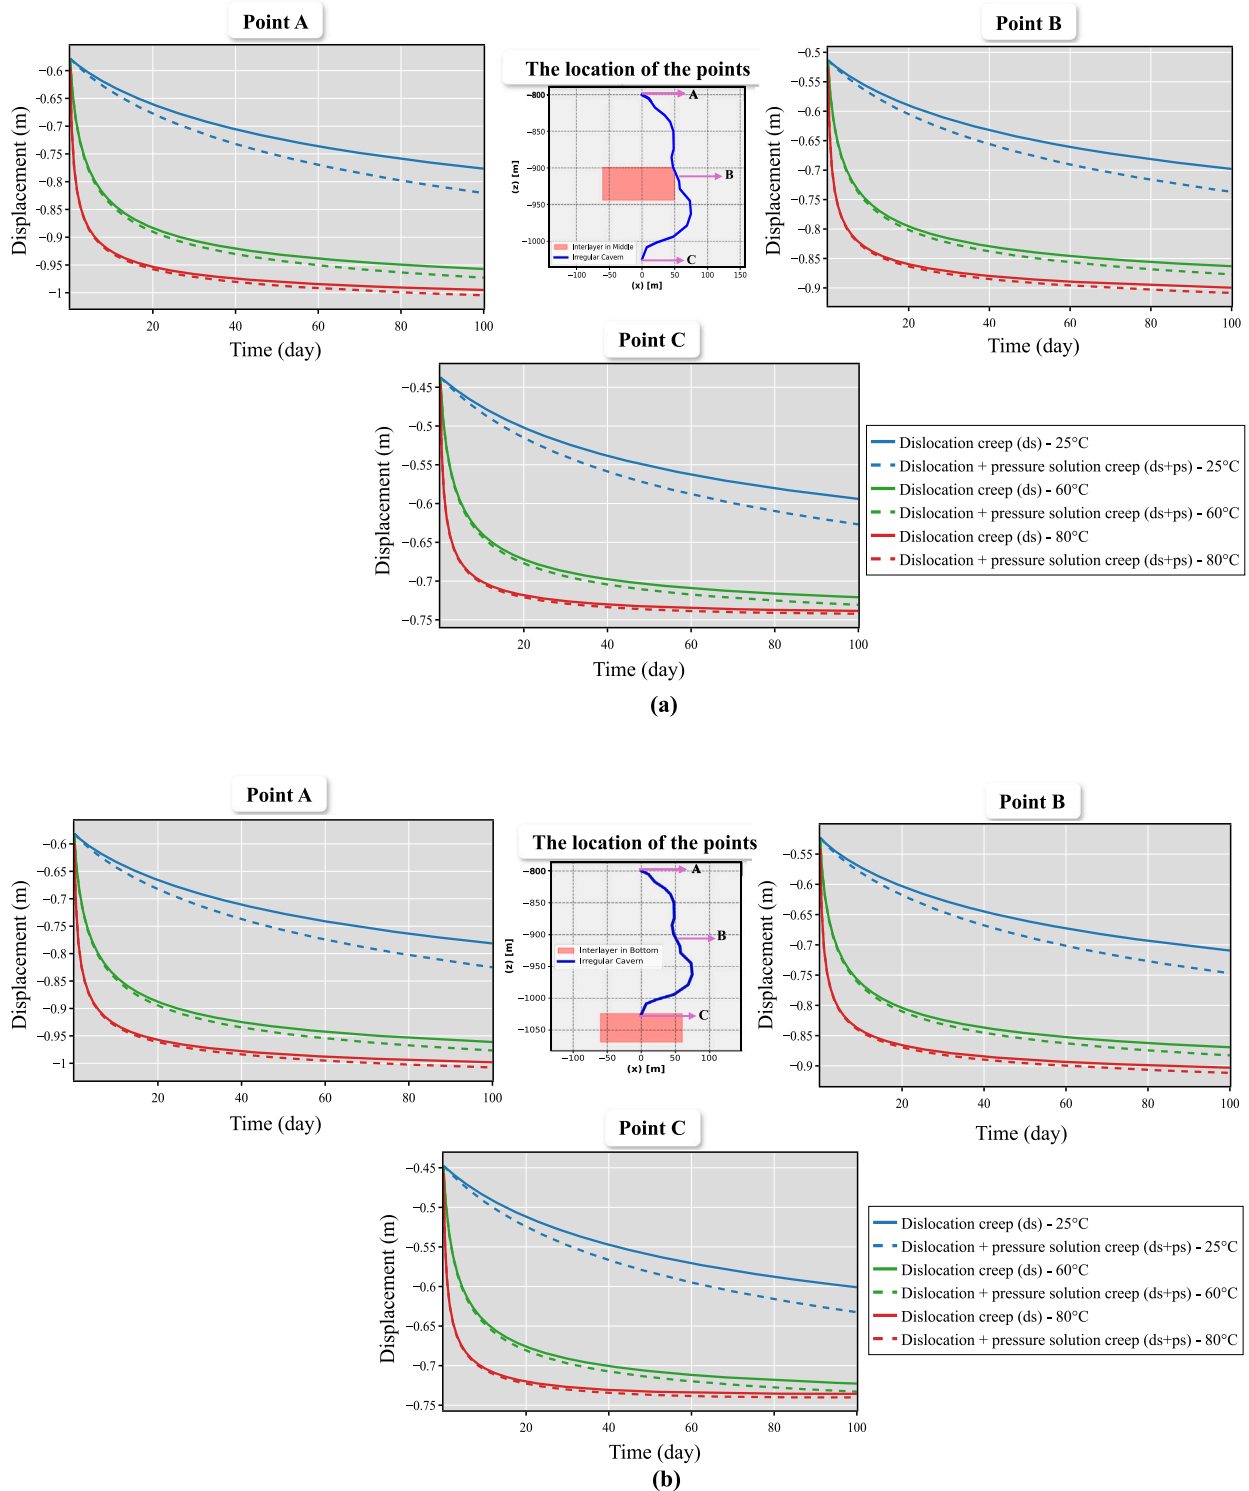 Point A
Displacement (m)
−0.6
−0.65
−0.7
−0.75
−0.8
−0.85
−0.9
−0.95
−1
20 40 60 80 100
Time (day)
The location of the points
(z) [m]
−800
−850
−900
−950
−1000
A
B
C
Interlayer in Middle
Irregular Cavern
−100 −50 0 50 100 150
(x) [m]
Point B
Displacement (m)
−0.5
−0.55
−0.6
−0.65
−0.7
−0.75
−0.8
−0.85
−0.9
20 40 60 80 100
Time (day)
Point C
Displacement (m)
−0.45
−0.5
−0.55
−0.6
−0.65
−0.7
−0.75
20 40 60 80 100
Time (day)
Dislocation creep (ds) - 25°C
Dislocation + pressure solution creep (ds+ps) - 25°C
Dislocation creep (ds) - 60°C
Dislocation + pressure solution creep (ds+ps) - 60°C
Dislocation creep (ds) - 80°C
Dislocation + pressure solution creep (ds+ps) - 80°C
(a)
Point A
Displacement (m)
−0.6
−0.65
−0.7
−0.75
−0.8
−0.85
−0.9
−0.95
−1
20 40 60 80 100
Time (day)
The location of the points
(z) [m]
−800
−850
−900
−950
−1000
−1050
A
B
C
Interlayer in Bottom
Irregular Cavern
−100 −50 0 50 100
(x) [m]
Point B
Displacement (m)
−0.55
−0.6
−0.65
−0.7
−0.75
−0.8
−0.85
−0.9
20 40 60 80 100
Time (day)
Point C
Displacement (m)
−0.45
−0.5
−0.55
−0.6
−0.65
−0.7
−0.75
20 40 60 80 100
Time (day)
Dislocation creep (ds) - 25°C
Dislocation + pressure solution creep (ds+ps) - 25°C
Dislocation creep (ds) - 60°C
Dislocation + pressure solution creep (ds+ps) - 60°C
Dislocation creep (ds) - 80°C
Dislocation + pressure solution creep (ds+ps) - 80°C
(b)